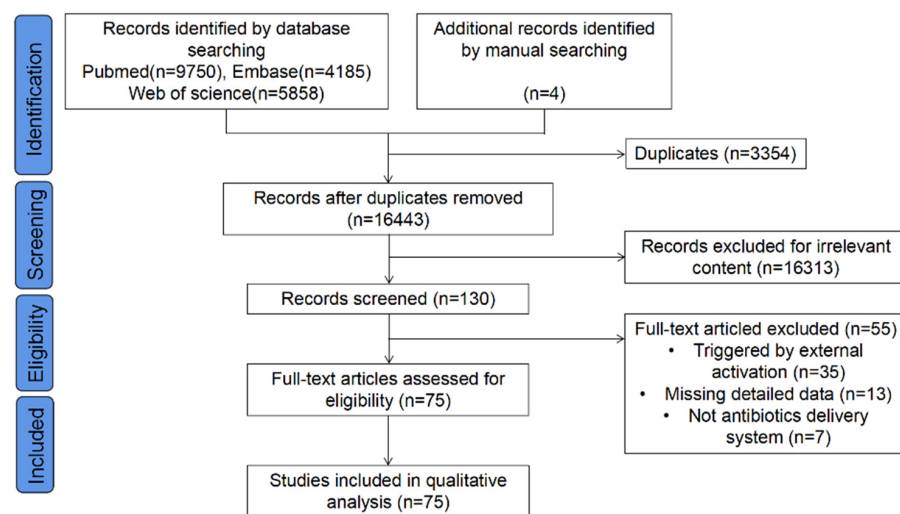 Identification
Records identified by database
searching
Pubmed(n=9750), Embase(n=4185)
Web of science(n=5858)
Additional records identified
by manual searching
(n=4)
Duplicates (n=3354)
Screening
Records after duplicates removed
(n=16443)
Records excluded for irrelevant
content (n=16313)
Records screened (n=130)
Eligibility
Full-text articled excluded (n=55)
• Triggered by external
activation (n=35)
• Missing detailed data (n=13)
• Not antibiotics delivery
system (n=7)
Full-text articles assessed for
eligibility (n=75)
Included
Studies included in qualitative
analysis (n=75)